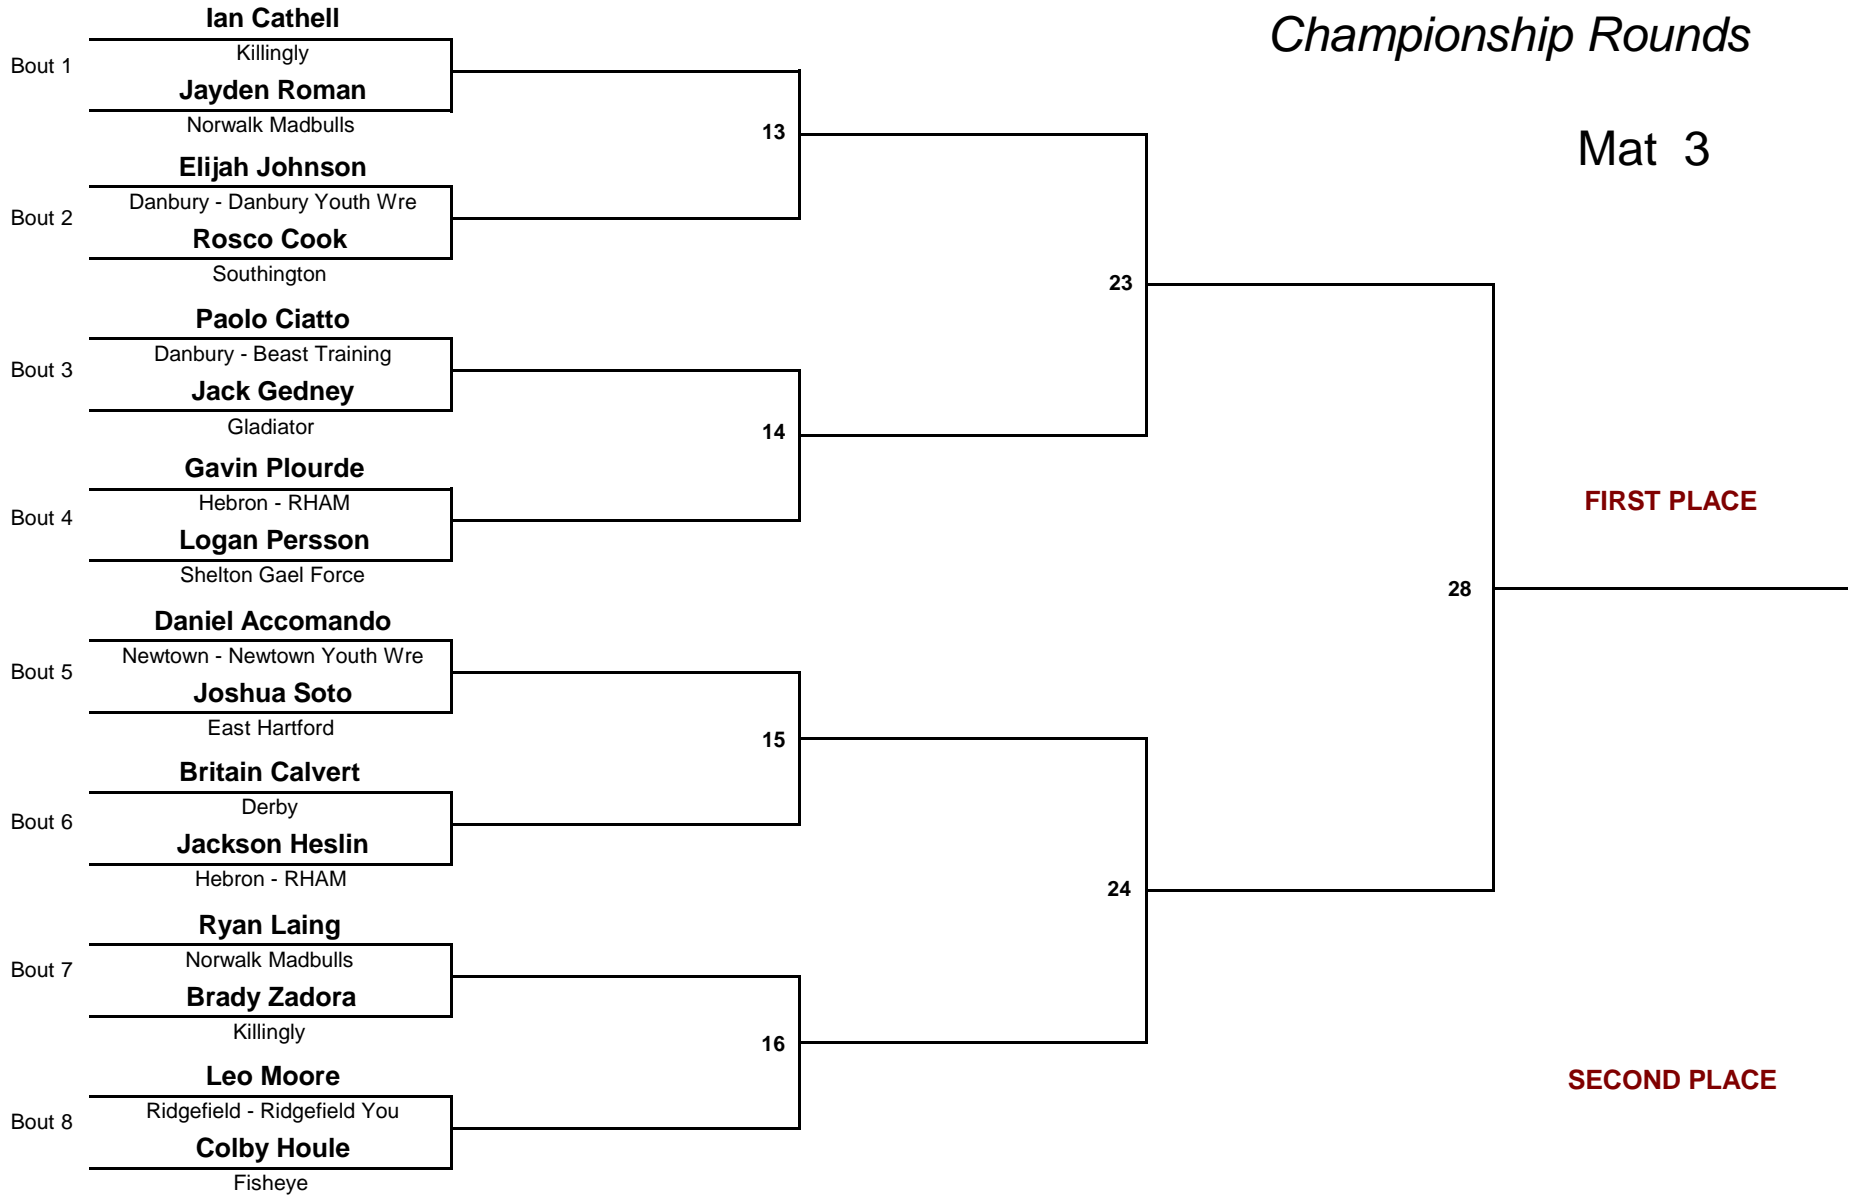 Championship Rounds
Mat 3
Ian Cathell
Bout 1
Killingly
Jayden Roman
Norwalk Madbulls
13
Elijah Johnson
Bout 2
Danbury - Danbury Youth Wre
Rosco Cook
Southington
23
Paolo Ciatto
Bout 3
Danbury - Beast Training
Jack Gedney
Gladiator
14
Gavin Plourde
Bout 4
Hebron - RHAM
Logan Persson
Shelton Gael Force
FIRST PLACE
28
Daniel Accomando
Bout 5
Newtown - Newtown Youth Wre
Joshua Soto
East Hartford
15
Britain Calvert
Bout 6
Derby
Jackson Heslin
Hebron - RHAM
24
Ryan Laing
Bout 7
Norwalk Madbulls
Brady Zadora
Killingly
16
Leo Moore
Bout 8
Ridgefield - Ridgefield You
Colby Houle
Fisheye
SECOND PLACE